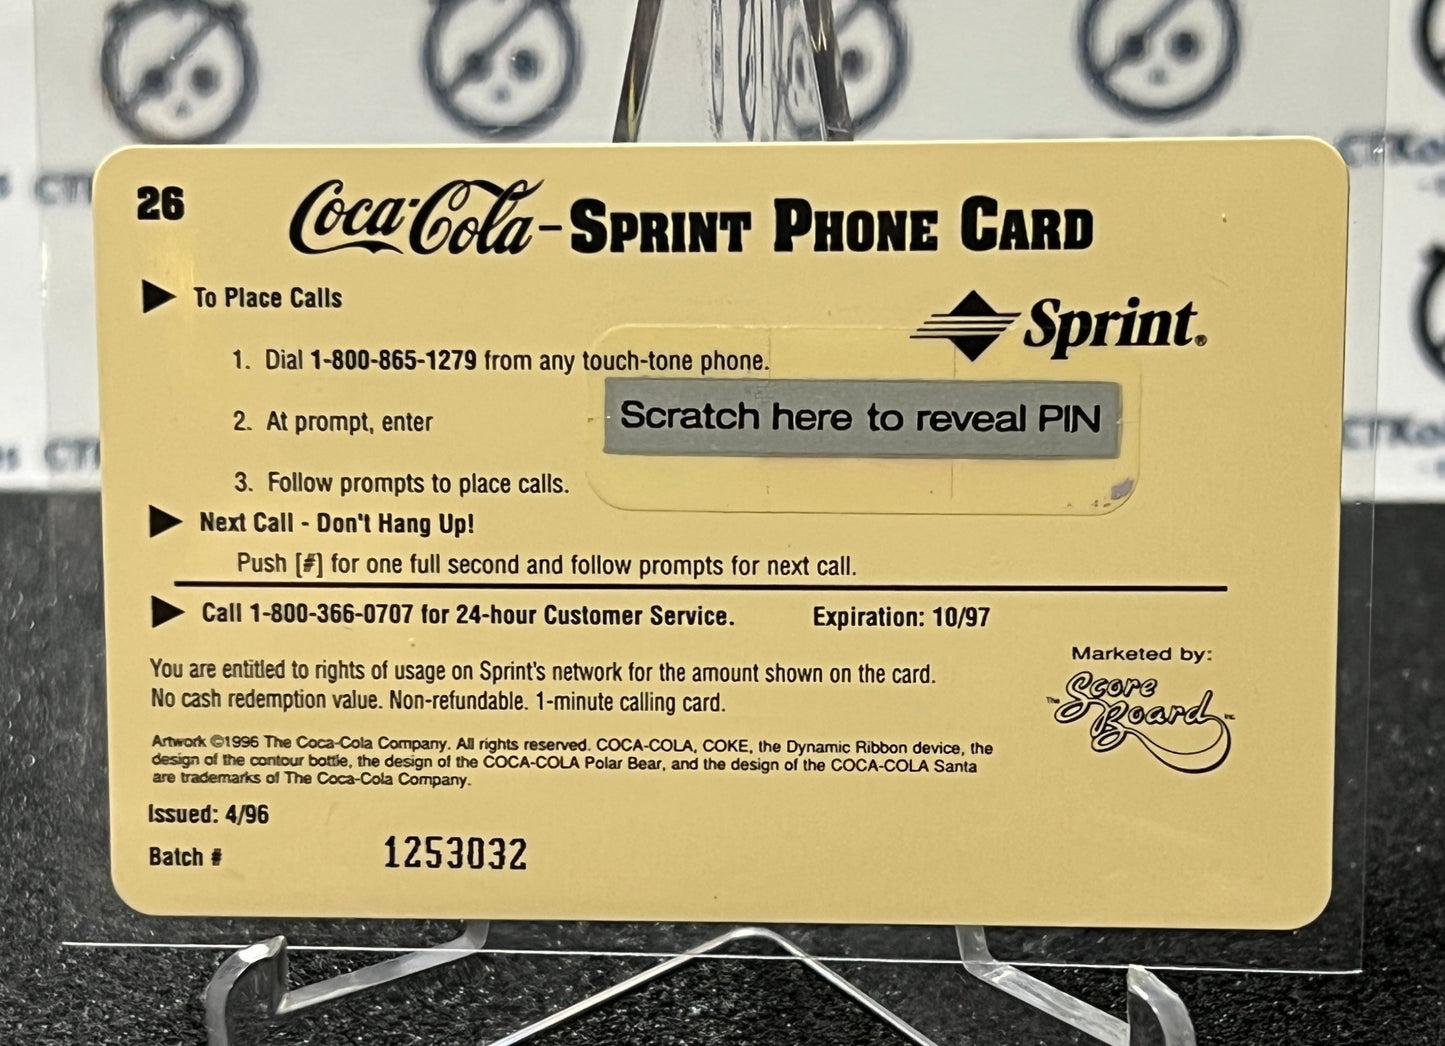 26
Coca-Cola - SPRINT PHONE CARD
To Place Calls
Sprint®
1. Dial 1-800-865-1279 from any touch-tone phone.
2. At prompt, enter
Scratch here to reveal PIN
3. Follow prompts to place calls.
Next Call - Don't Hang Up!
Push [#] for one full second and follow prompts for next call.
Call 1-800-366-0707 for 24-hour Customer Service. Expiration: 10/97
You are entitled to rights of usage on Sprint's network for the amount shown on the card.
No cash redemption value. Non-refundable. 1-minute calling card.
Marketed by:
The Score
Board Inc.
Artwork ©1996 The Coca-Cola Company. All rights reserved. COCA-COLA, COKE, the Dynamic Ribbon device, the
design of the contour bottle, the design of the COCA-COLA Polar Bear, and the design of the COCA-COLA Santa
are trademarks of The Coca-Cola Company.
Issued: 4/96
Batch # 1253032